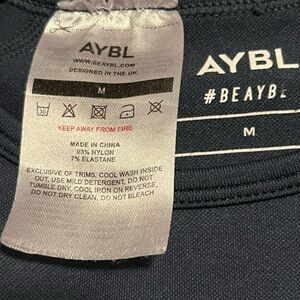 AYBL
WWW.BEAYBL.COM
DESIGNED IN THE UK
M
30
KEEP AWAY FROM FIRE
MADE IN CHINA
93% NYLON
7% ELASTANE
EXCLUSIVE OF TRIMS, COOL WASH INSIDE
OUT, USE MILD DETERGENT, DO NOT
TUMBLE DRY, COOL IRON ON REVERSE,
DO NOT DRY CLEAN, DO NOT BLEACH
AYBL
#BEAYBL
M